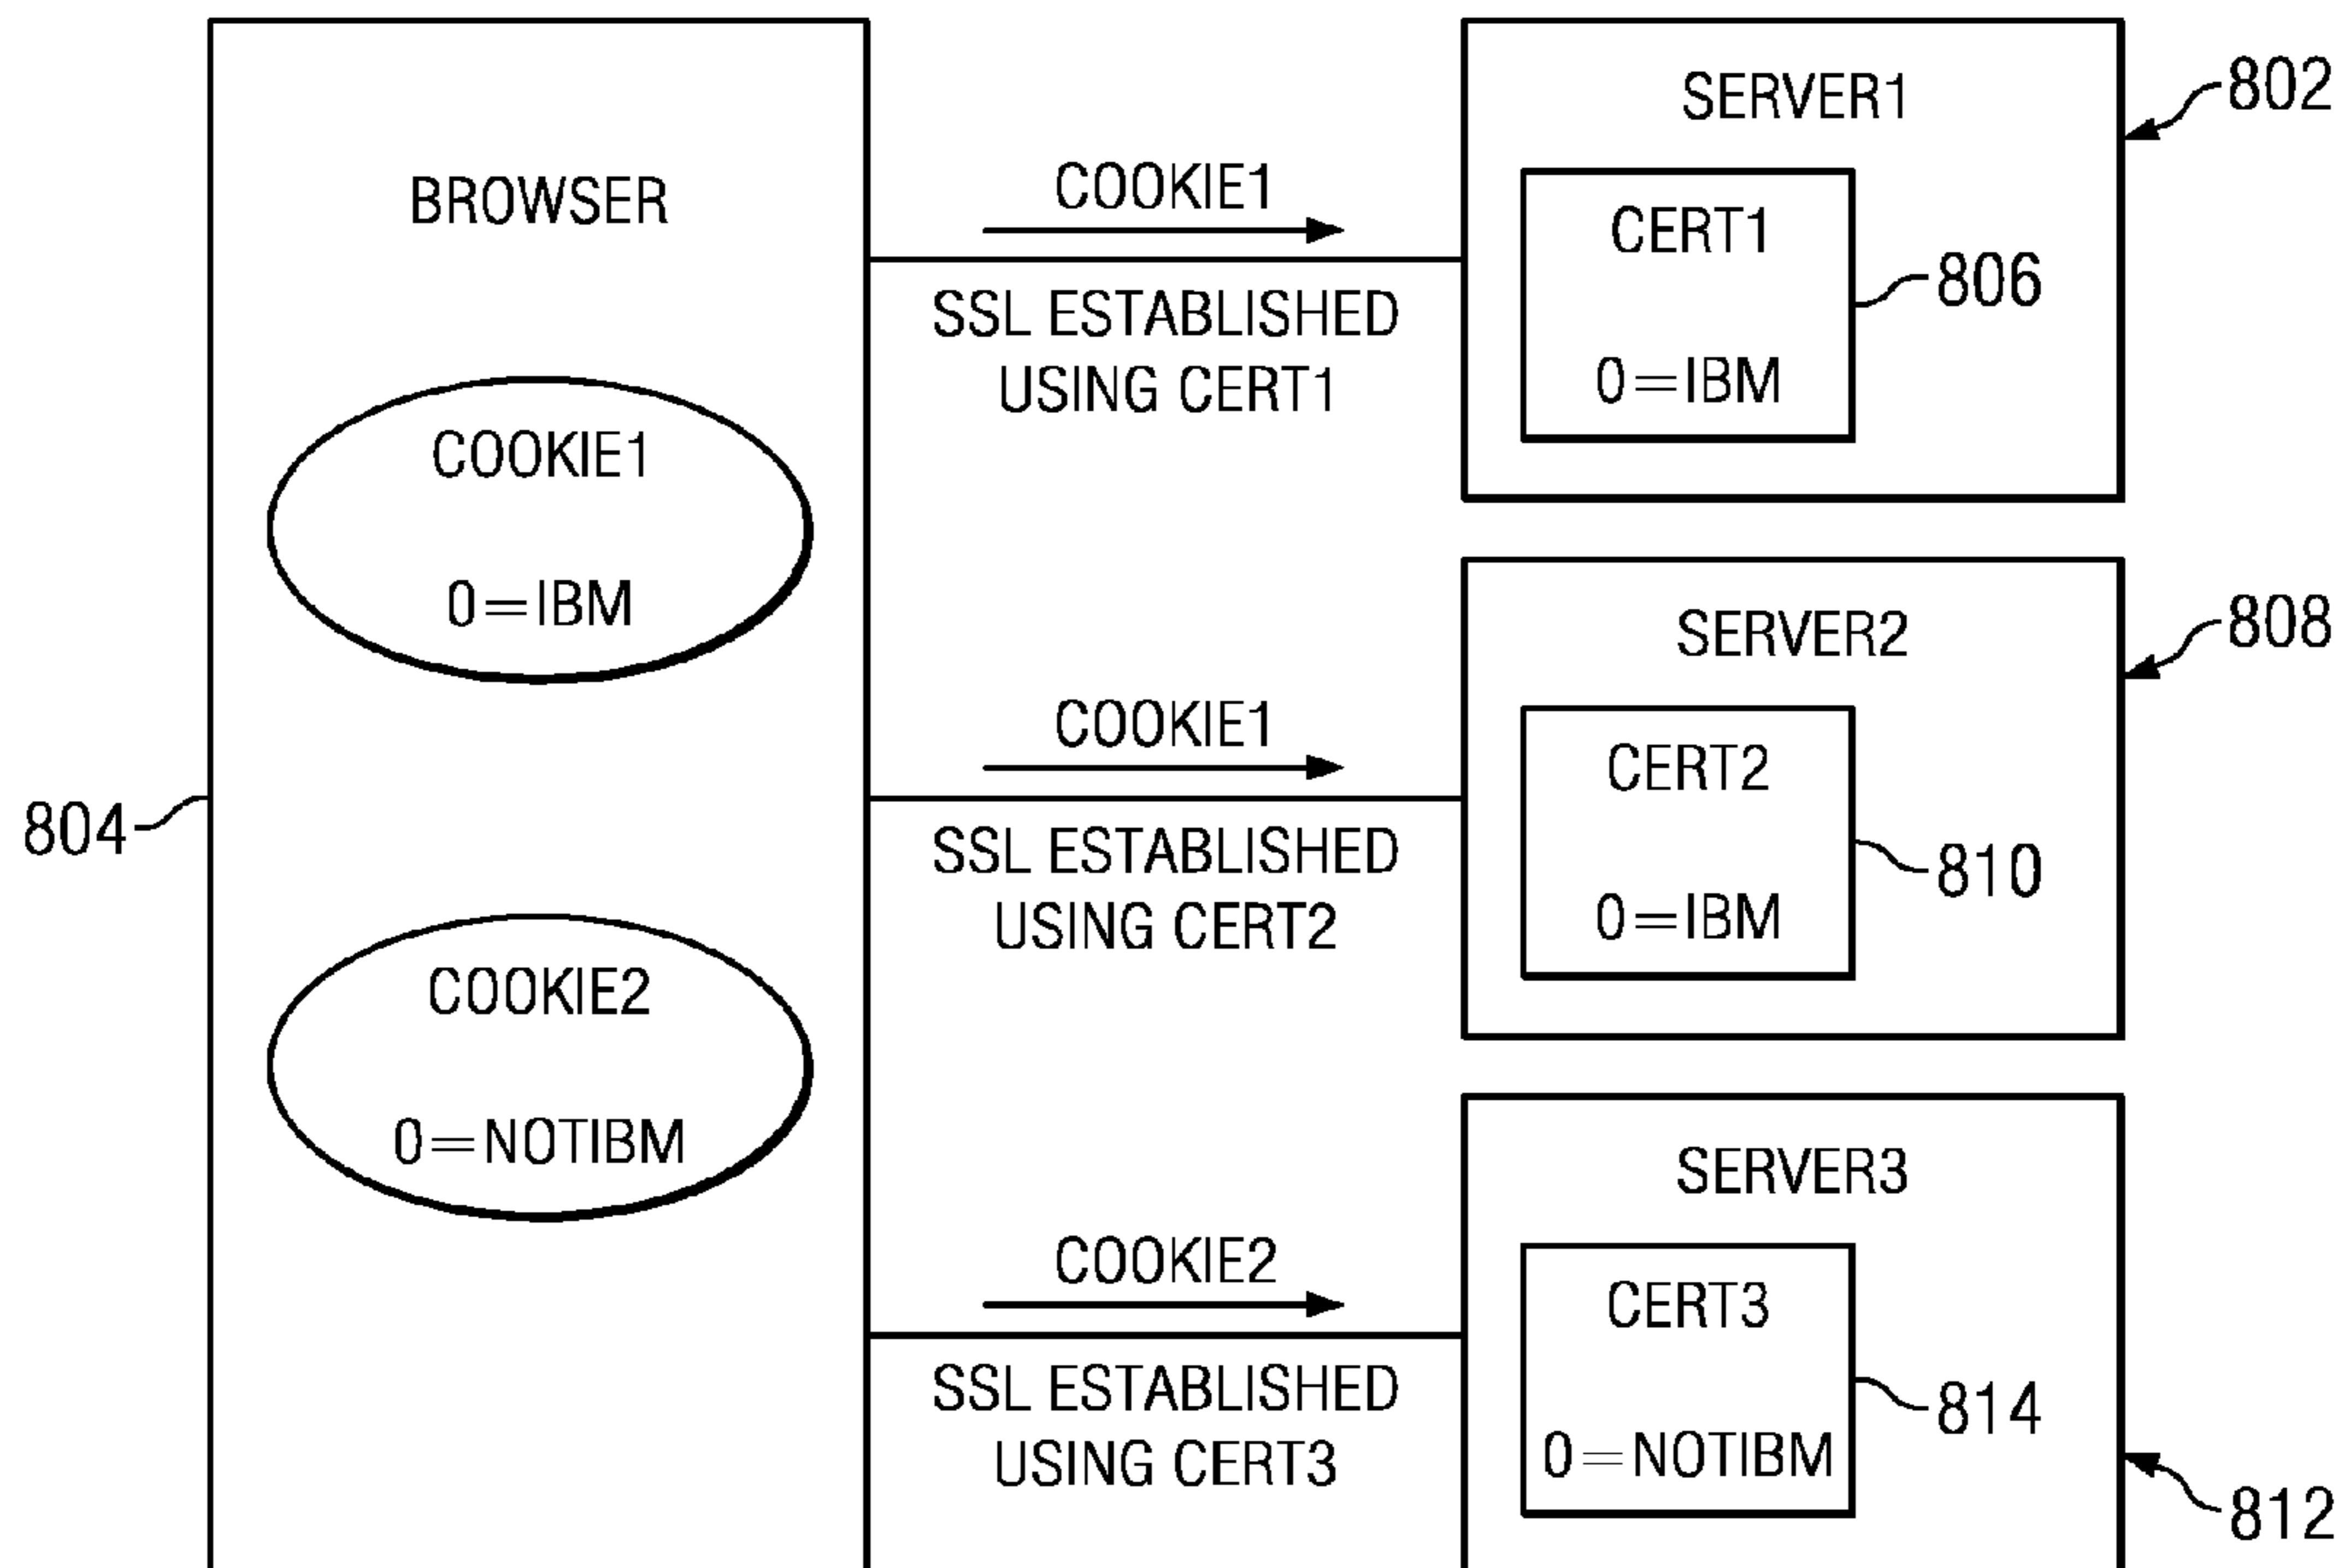 BROWSER
COOKIE1
0=IBM
COOKIE2
0=NOTIBM
804
COOKIE1
SSL ESTABLISHED
USING CERT1
COOKIE1
SSL ESTABLISHED
USING CERT2
COOKIE2
SSL ESTABLISHED
USING CERT3
SERVER1
CERT1
0=IBM
802
806
SERVER2
CERT2
0=IBM
808
810
SERVER3
CERT3
0=NOTIBM
814
812